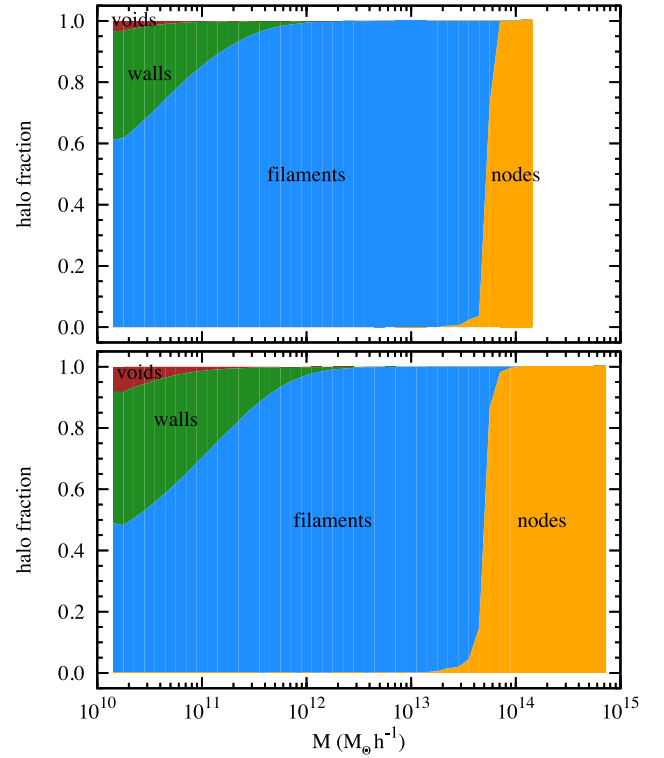 1.0
0.8
0.6
0.4
0.2
0.0
halo fraction
voids
walls
filaments
nodes
1.0
0.8
0.6
0.4
0.2
0.0
halo fraction
voids
walls
filaments
nodes
10^10 10^11 10^12 10^13 10^14 10^15
M (M_⊙ h^-1)